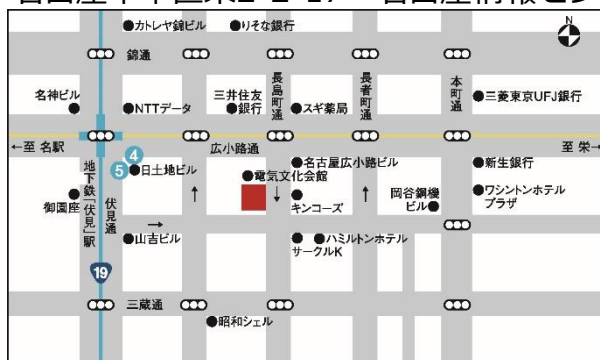 カトレヤ錦ビル
りそな銀行
N
錦通
名神ビル
NTTデータ
三井住友
銀行
長島町通
スギ薬局
長者町通
本町通
三菱東京UFJ銀行
←至 名駅
広小路通
至 栄→
4
5
日土地ビル
名古屋広小路ビル
電気文化会館
新生銀行
地下鉄「伏見」駅
伏見通
御園座
↑
↓
キンコーズ
↑
岡谷鋼機
ビル
ワシントンホテル
プラザ
→
山吉ビル
ハミルトンホテル
サークルK
19
三蔵通
昭和シェル